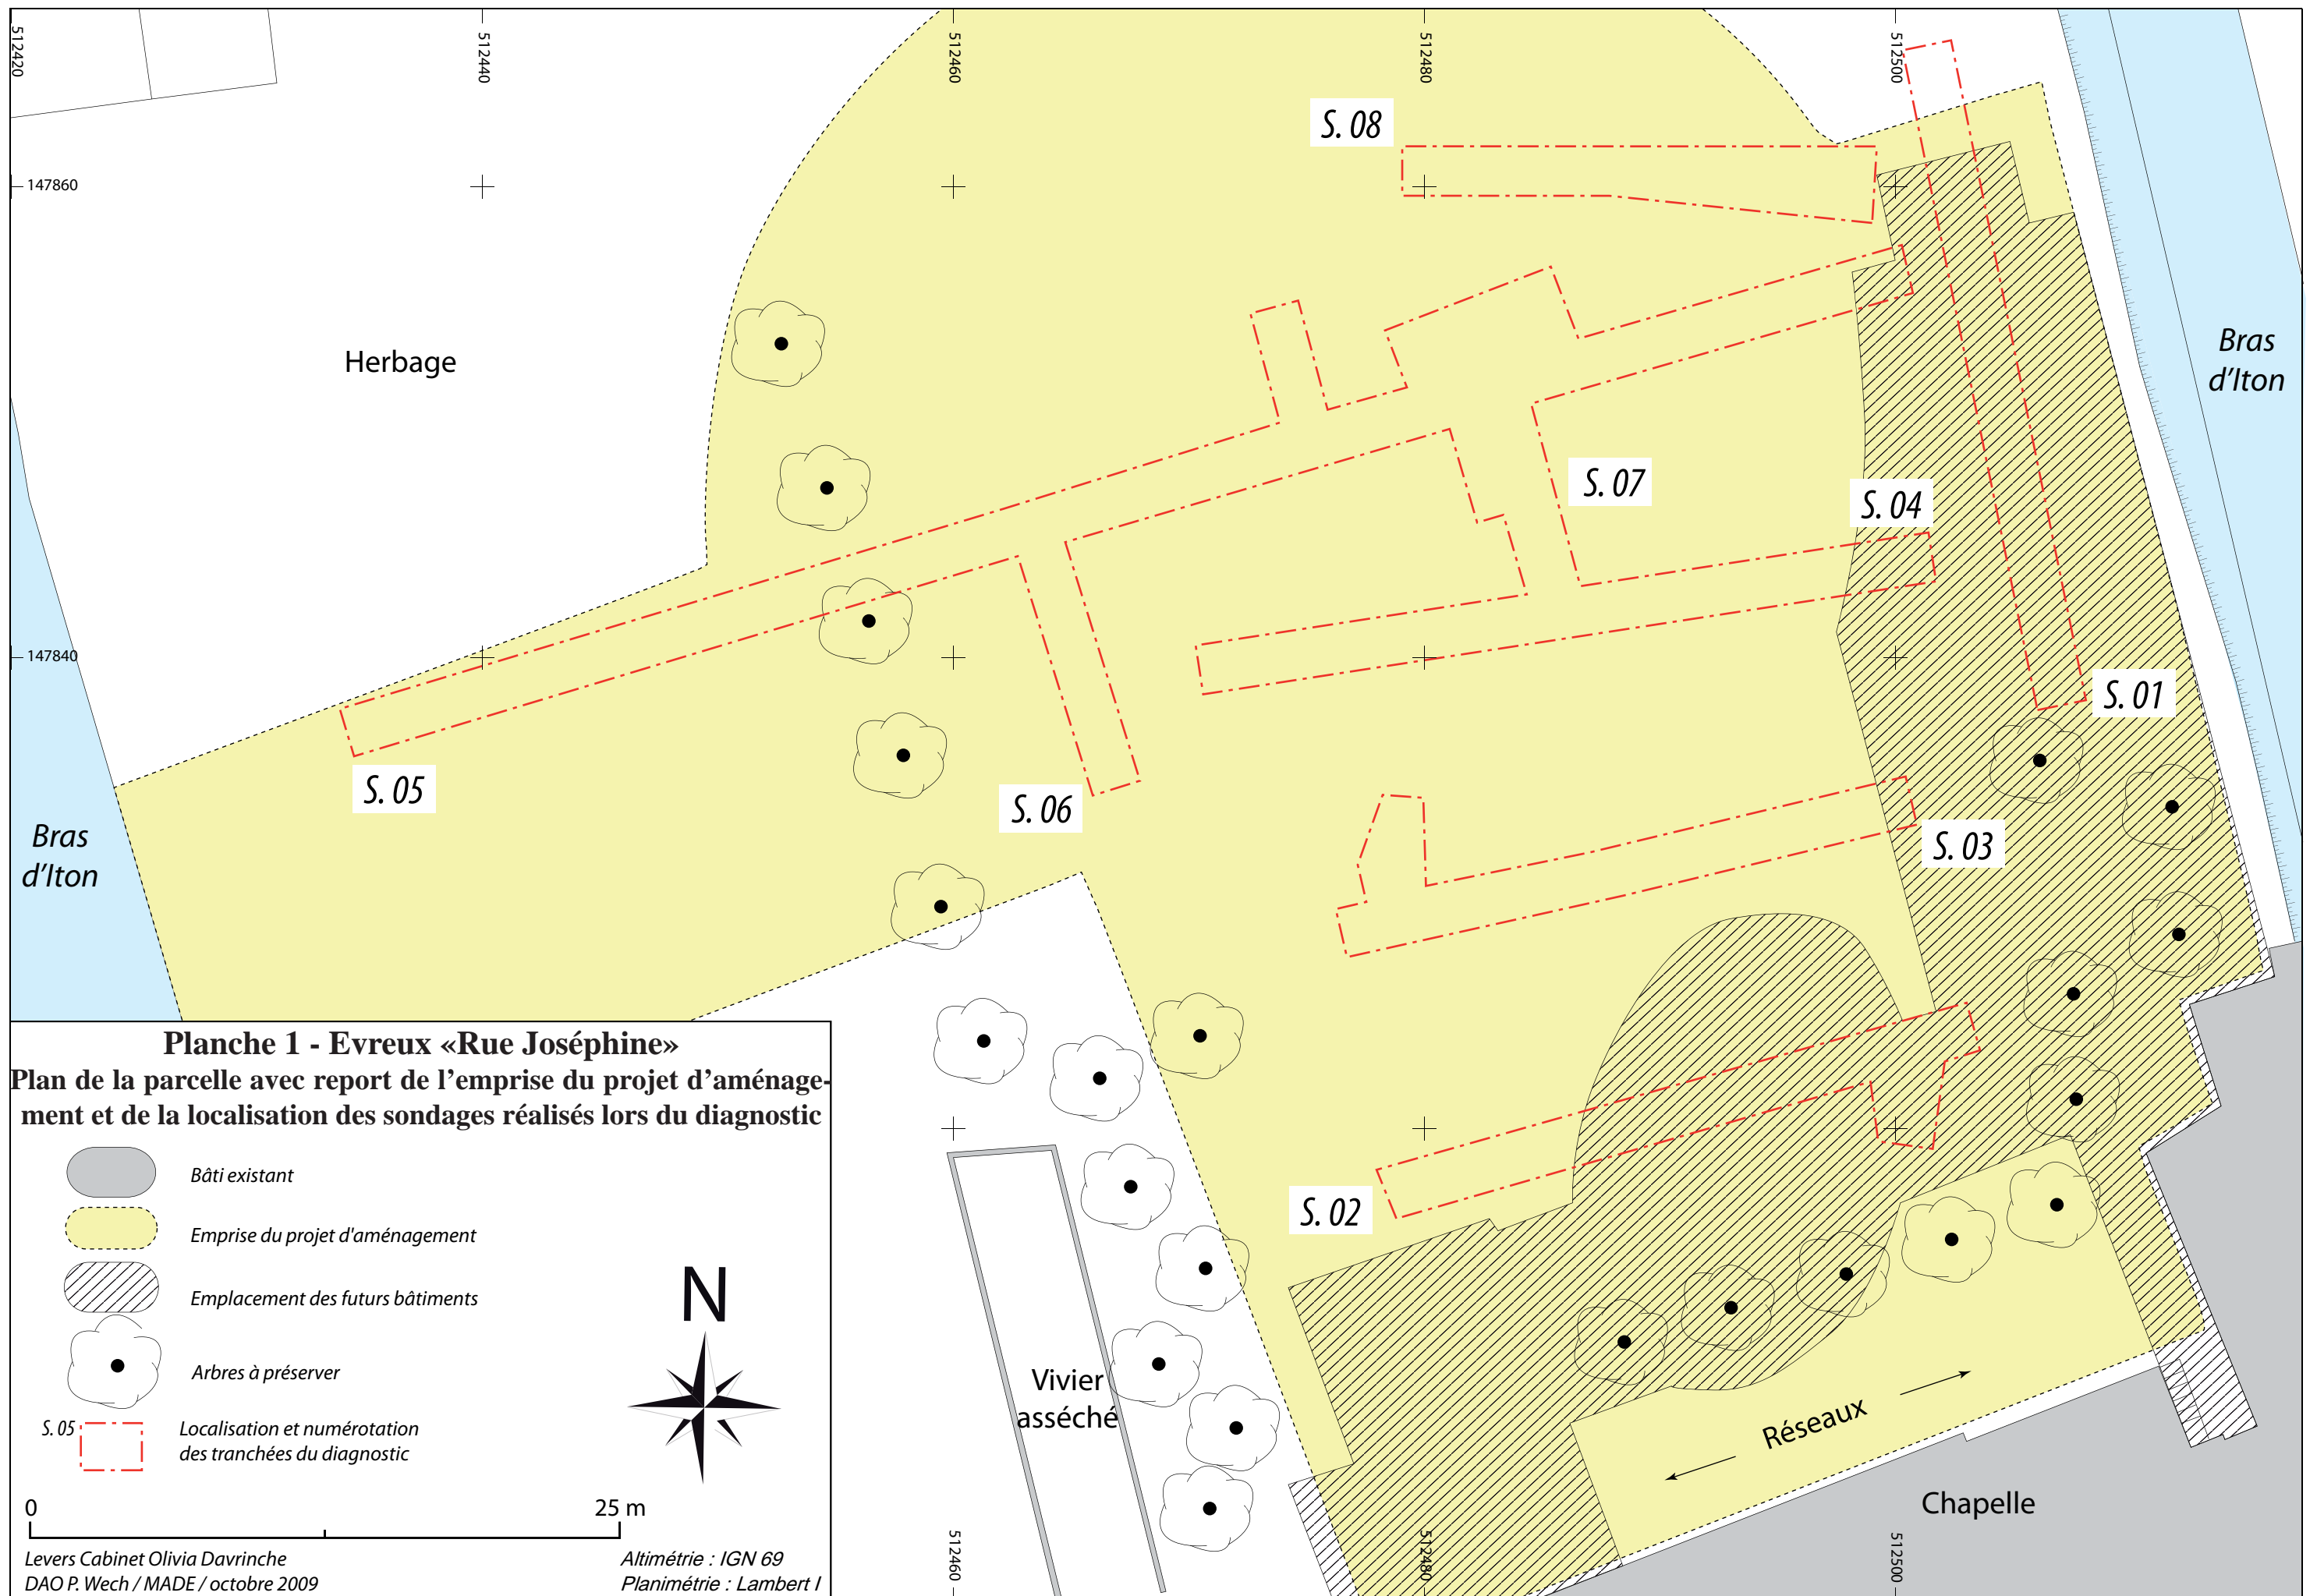 512420
512440
512460
512480
512500
S. 08
147860
Herbage
Bras
d'Iton
S. 07
S. 04
147840
S. 01
S. 05
S. 06
Bras
d'Iton
S. 03
S. 02
Planche 1 - Evreux «Rue Joséphine»
Plan de la parcelle avec report de l'emprise du projet d'aménage-
ment et de la localisation des sondages réalisés lors du diagnostic
Bâti existant
Emprise du projet d'aménagement
Emplacement des futurs bâtiments
Arbres à préserver
S. 05
Localisation et numérotation
des tranchées du diagnostic
N
0
25 m
Levers Cabinet Olivia Davrinche
DAO P. Wech / MADE / octobre 2009
Altimétrie : IGN 69
Planimétrie : Lambert I
Vivier
asséché
Réseaux
Chapelle
512460
512480
512500